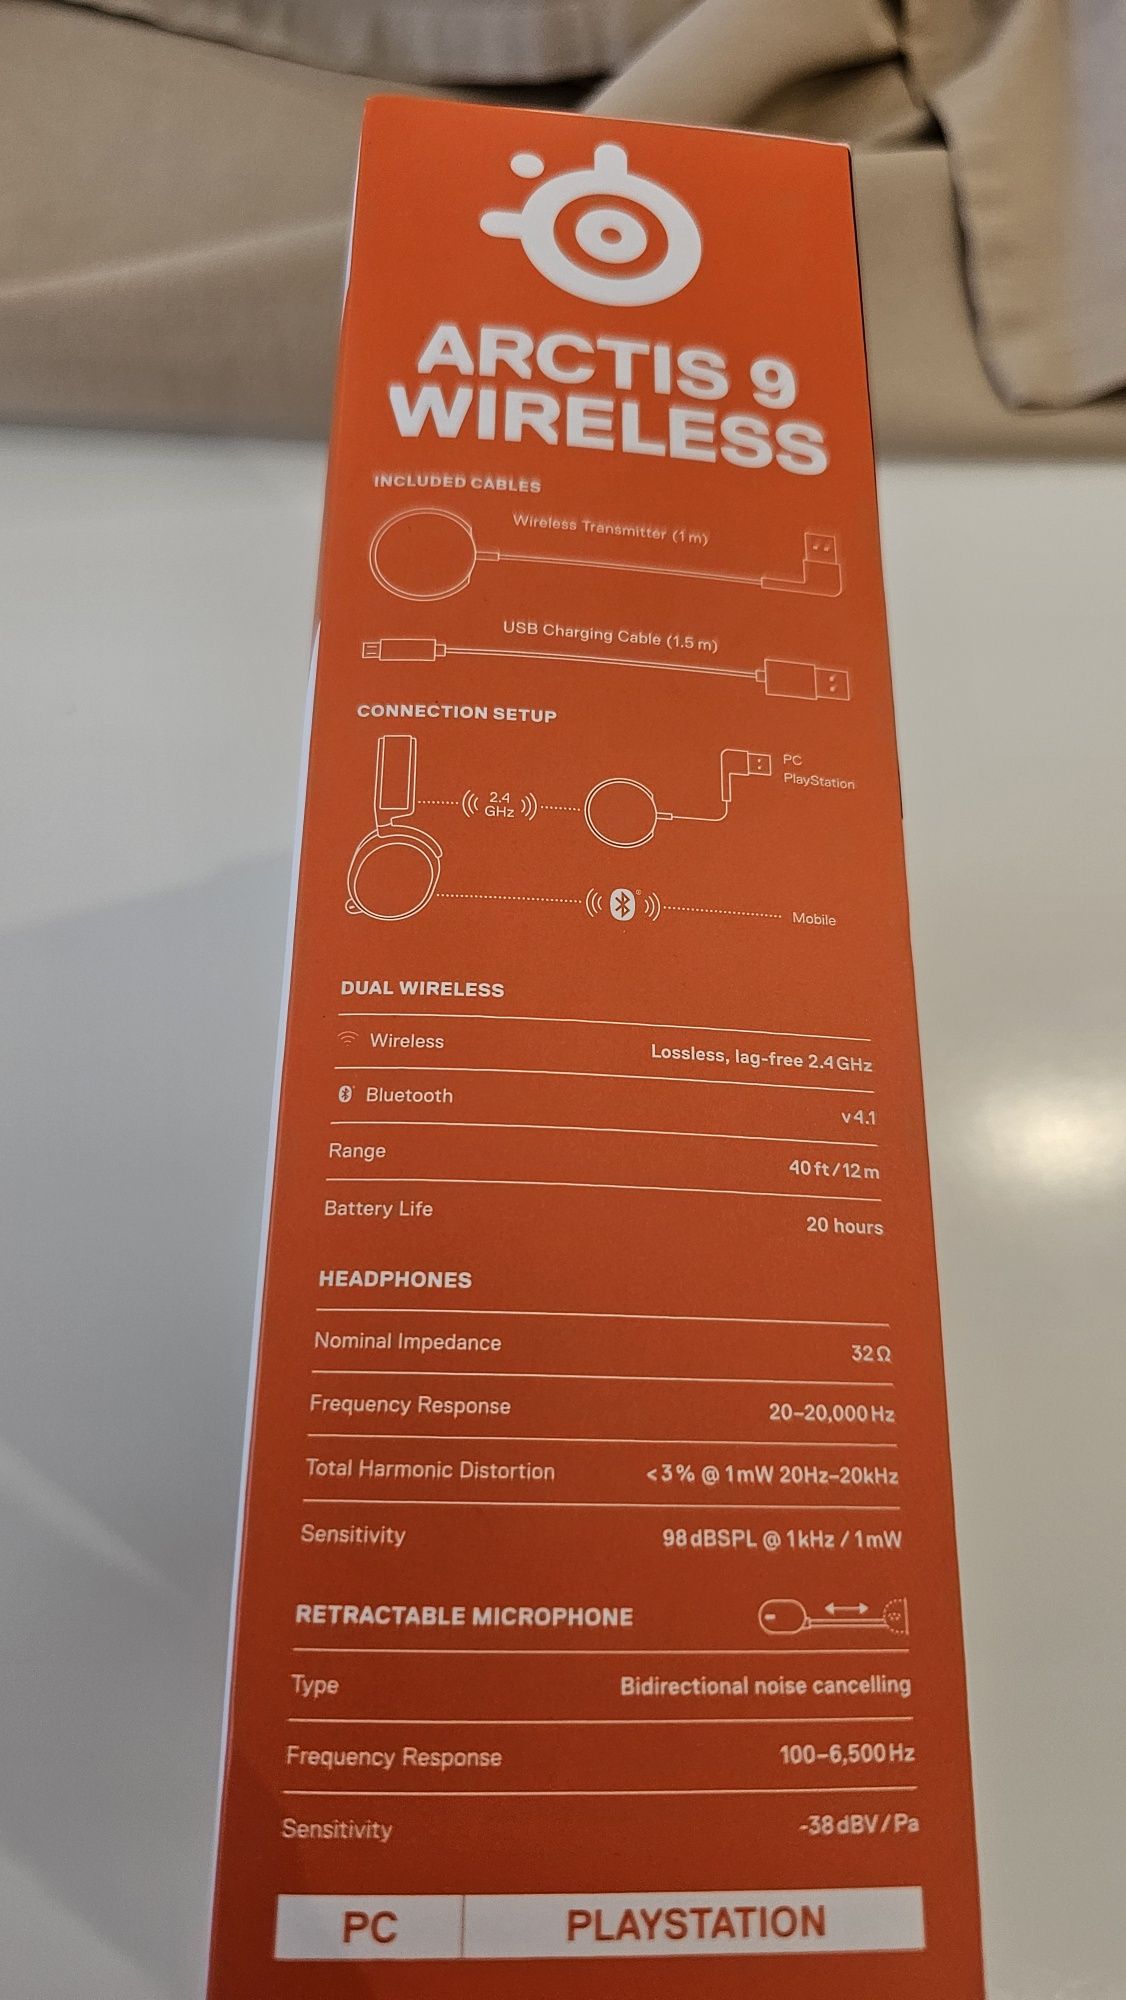 ARCTIS 9
WIRELESS
INCLUDED CABLES
Wireless Transmitter (1 m)
USB Charging Cable (1.5 m)
CONNECTION SETUP
2.4
GHz
PC
PlayStation
Mobile
DUAL WIRELESS
Wireless Lossless, lag-free 2.4 GHz
Bluetooth v4.1
Range 40 ft / 12 m
Battery Life 20 hours
HEADPHONES
Nominal Impedance 32 Ω
Frequency Response 20–20,000 Hz
Total Harmonic Distortion <3% @ 1mW 20Hz–20kHz
Sensitivity 98 dBSPL @ 1kHz / 1mW
RETRACTABLE MICROPHONE
Type Bidirectional noise cancelling
Frequency Response 100–6,500 Hz
Sensitivity -38 dBV / Pa
PC PLAYSTATION